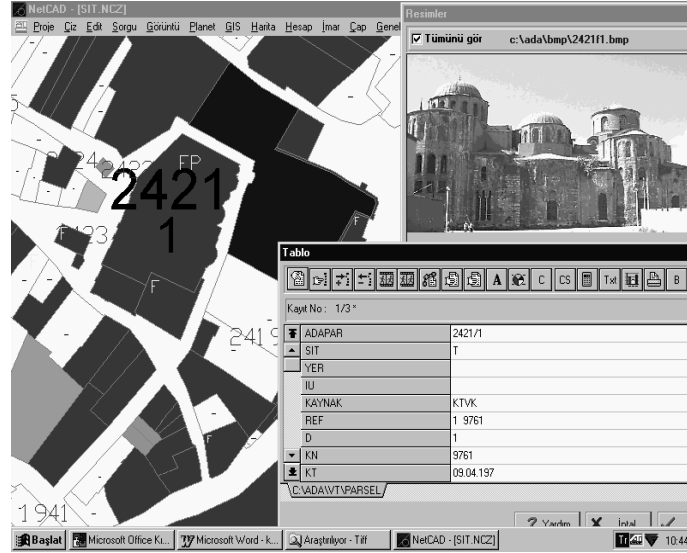 NetCAD - [SIT.NCZ]
Proje Çiz Edit Sorgu Görüntü Planet GIS Harita Hesap İmar Çap Genel
Resimler
Tümünü gör c:\ada\bmp\2421f1.bmp
FP
2421
1
F
F
F
F
1941
Tablo
A C CS Txt B
Kayıt No : 1/3 *
ADAPAR 2421/1
SIT T
YER
IU
KAYNAK KTVK
REF 1 9761
D 1
KN 9761
KT 09.04.197
C:\ADA\VT\PARSEL
? Yardım X İptal
Başlat Microsoft Office Kı... Microsoft Word - k... Araştırılıyor - Tiff NetCAD - [SIT.NCZ] Tr 10:44